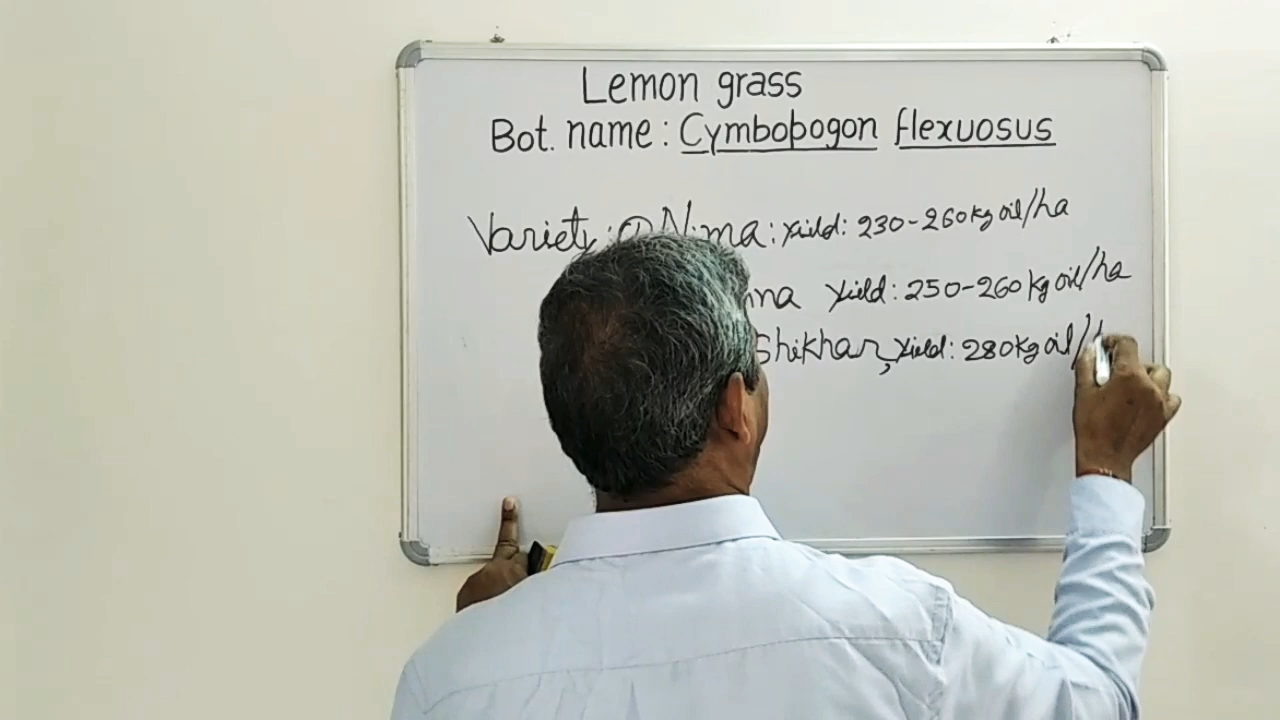 Lemon grass
Bot. name: Cymbopogon flexuosus
Variety: ① Nima: Yield: 230-260 kg oil/ha
Yield: 250-260 kg oil/ha
Shikhar, Yield: 280 kg oil/h